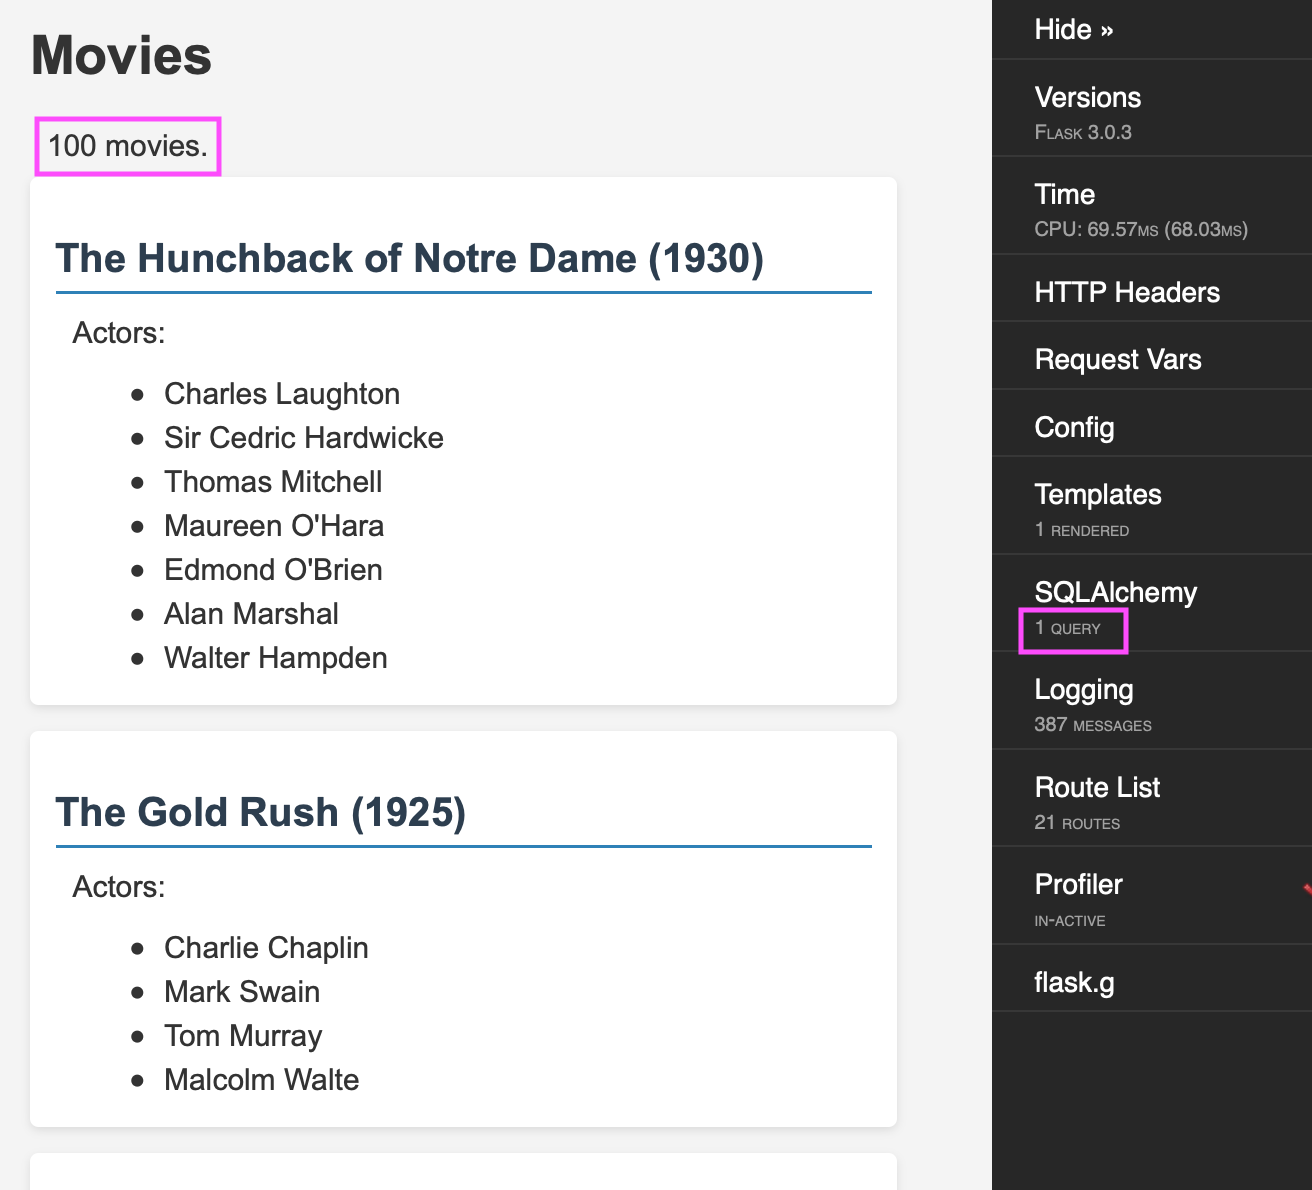 Movies
100 movies.
The Hunchback of Notre Dame (1930)
Actors:
Charles Laughton
Sir Cedric Hardwicke
Thomas Mitchell
Maureen O'Hara
Edmond O'Brien
Alan Marshal
Walter Hampden
The Gold Rush (1925)
Actors:
Charlie Chaplin
Mark Swain
Tom Murray
Malcolm Walte
Hide »
Versions
Flask 3.0.3
Time
CPU: 69.57ms (68.03ms)
HTTP Headers
Request Vars
Config
Templates
1 rendered
SQLAlchemy
1 query
Logging
387 messages
Route List
21 routes
Profiler
in-active
flask.g